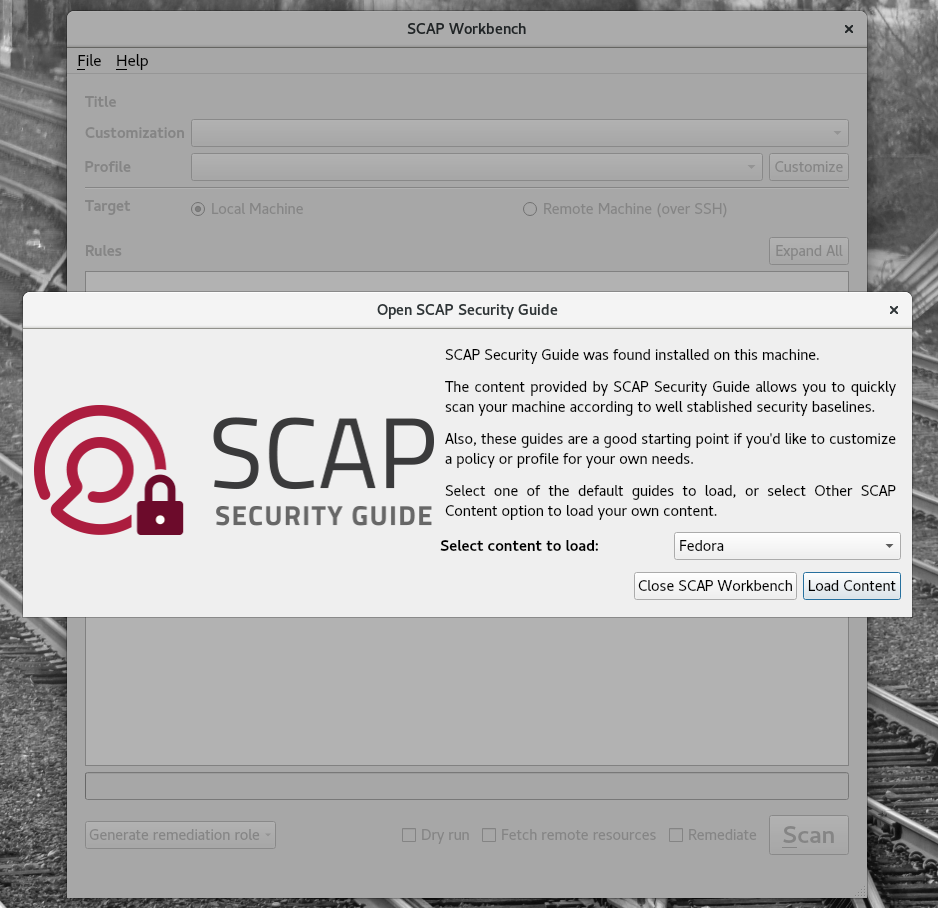 SCAP Workbench
File Help
Title
Customization
Profile
Customize
Target
Local Machine
Remote Machine (over SSH)
Rules
Expand All
Open SCAP Security Guide
SCAP
SECURITY GUIDE
SCAP Security Guide was found installed on this machine.
The content provided by SCAP Security Guide allows you to quickly
scan your machine according to well stablished security baselines.
Also, these guides are a good starting point if you'd like to customize
a policy or profile for your own needs.
Select one of the default guides to load, or select Other SCAP
Content option to load your own content.
Select content to load: Fedora
Close SCAP Workbench Load Content
Generate remediation role
Dry run
Fetch remote resources
Remediate
Scan